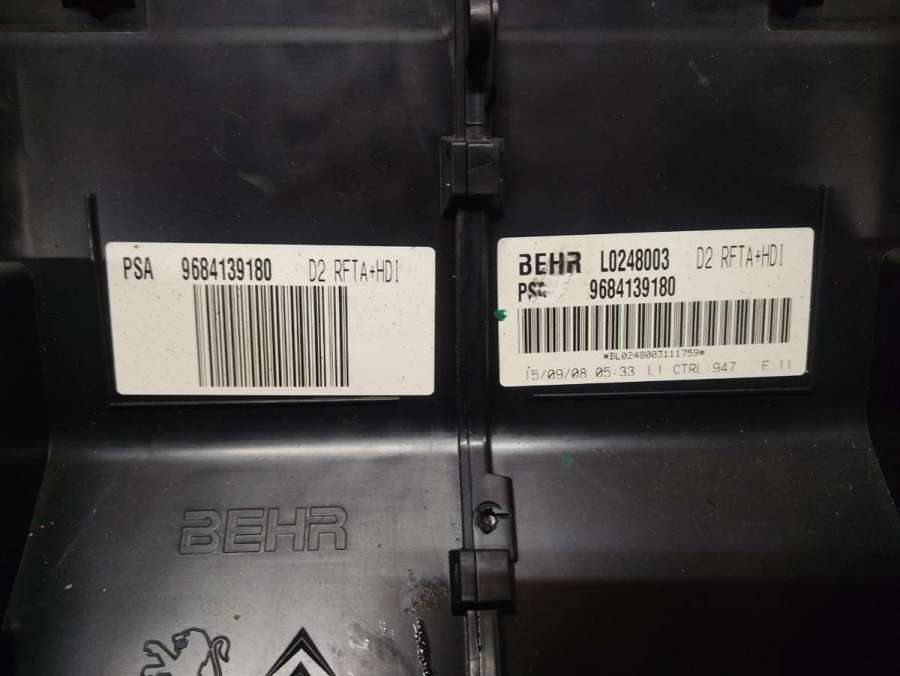 PSA 9684139180 D2 RFTA+HDI
BEHR L0248003 D2 RFTA+HDI
PSA 9684139180
*BL0248003111759*
15/09/08 05:33 L1 CTRL:947 E 11
BEHR